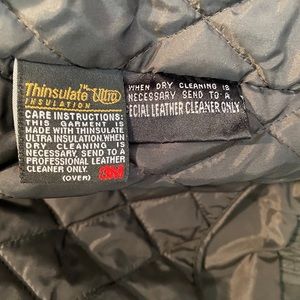 Thinsulate™ Ultra
INSULATION
CARE INSTRUCTIONS:
THIS GARMENT IS
MADE WITH THINSULATE
ULTRA INSULATION. WHEN
DRY CLEANING IS
NECESSARY, SEND TO A
PROFESSIONAL LEATHER
CLEANER ONLY.
(OVER) 3M
WHEN DRY CLEANING IS
NECESSARY SEND TO A
ECIAL LEATHER CLEANER ONLY